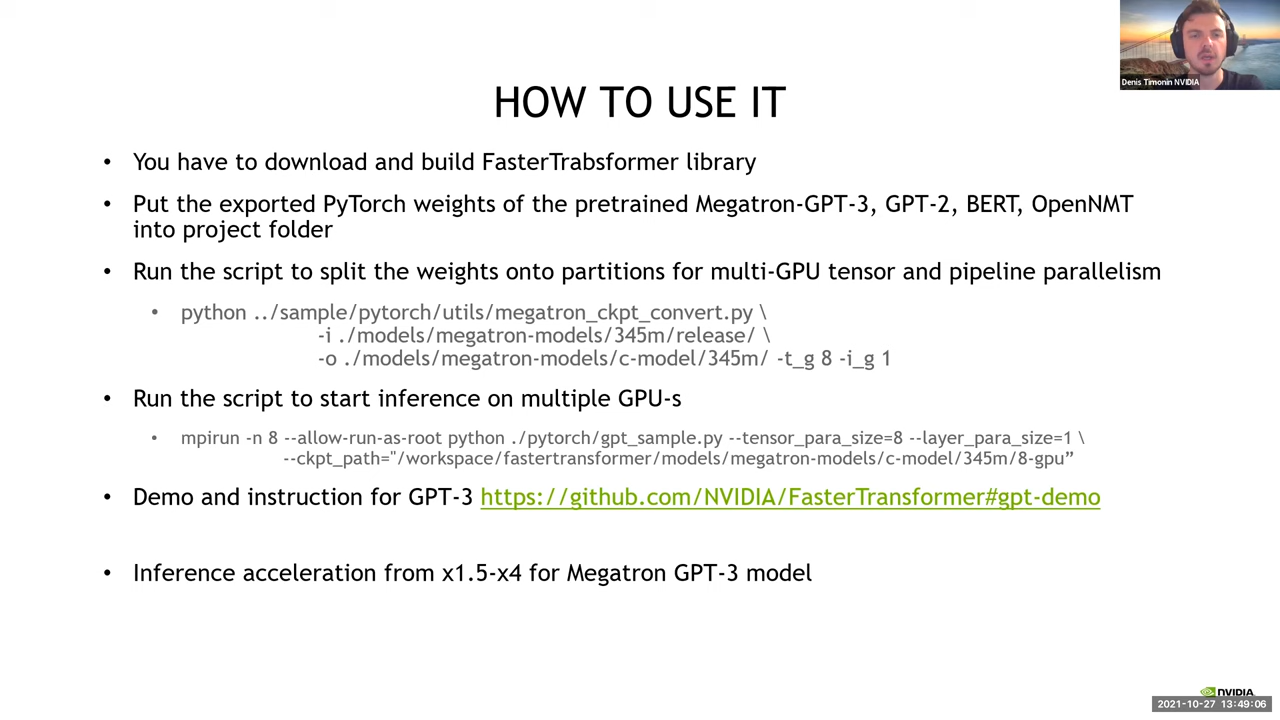 Denis Timonin NVIDIA
HOW TO USE IT
• You have to download and build FasterTrabsformer library
• Put the exported PyTorch weights of the pretrained Megatron-GPT-3, GPT-2, BERT, OpenNMT
into project folder
• Run the script to split the weights onto partitions for multi-GPU tensor and pipeline parallelism
• python ../sample/pytorch/utils/megatron_ckpt_convert.py \
-i ./models/megatron-models/345m/release/ \
-o ./models/megatron-models/c-model/345m/ -t_g 8 -i_g 1
• Run the script to start inference on multiple GPU-s
• mpirun -n 8 --allow-run-as-root python ./pytorch/gpt_sample.py --tensor_para_size=8 --layer_para_size=1 \
--ckpt_path="/workspace/fastertransformer/models/megatron-models/c-model/345m/8-gpu”
• Demo and instruction for GPT-3 https://github.com/NVIDIA/FasterTransformer#gpt-demo
• Inference acceleration from x1.5-x4 for Megatron GPT-3 model
NVIDIA
2021-10-27 13:49:06